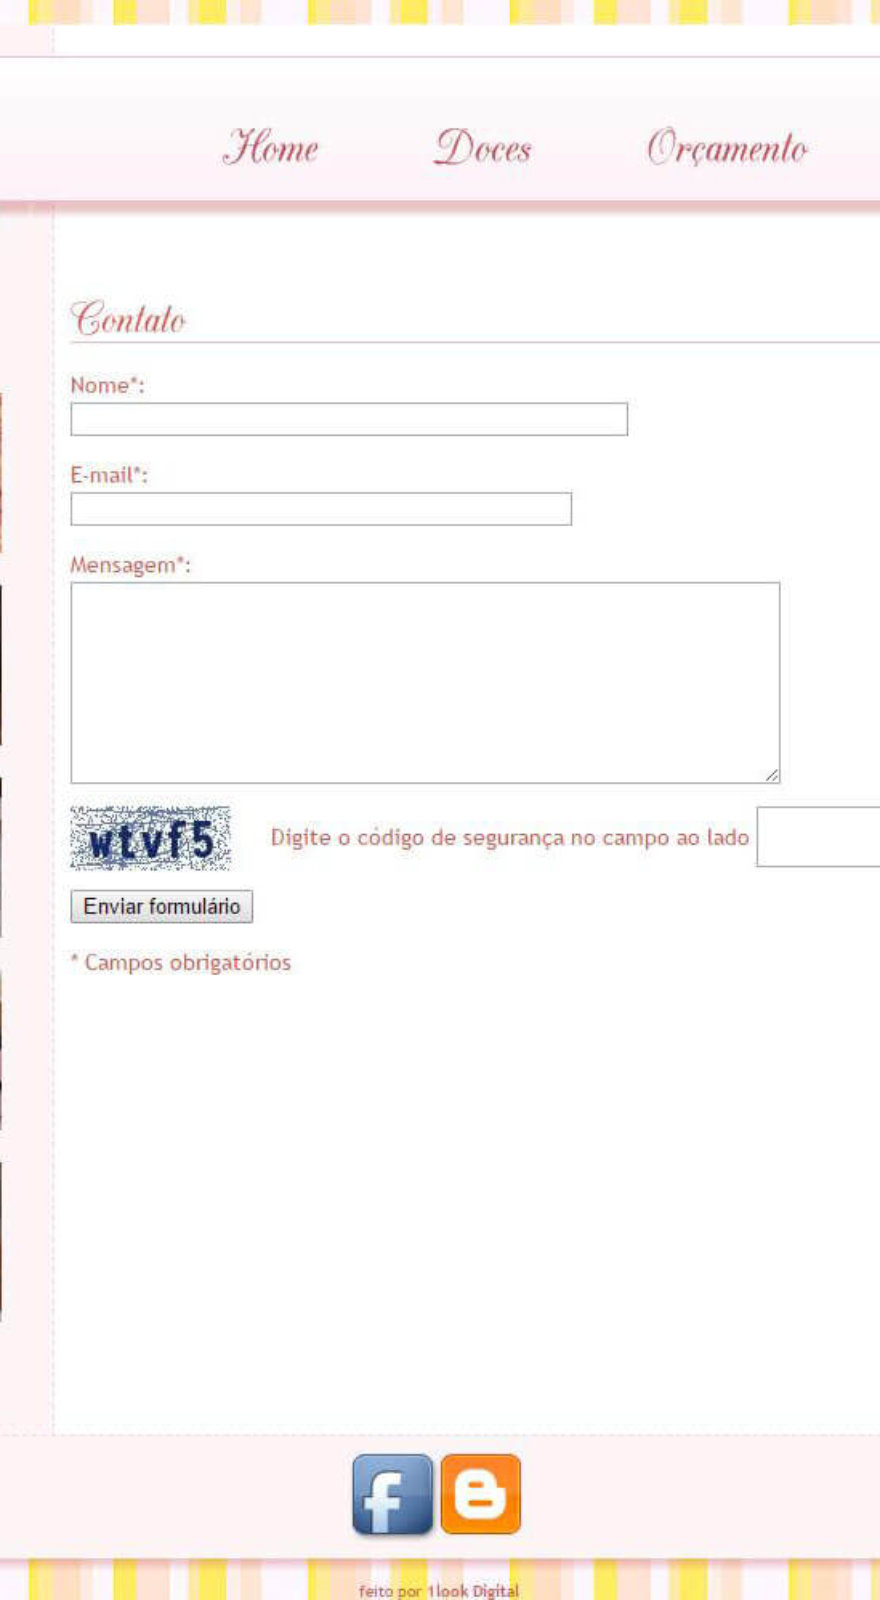 Home Doces Orçamento
Contato
Nome*:
E-mail*:
Mensagem*:
wtvf5 Digite o código de segurança no campo ao lado
Enviar formulário
* Campos obrigatórios
feito por 1look Digital